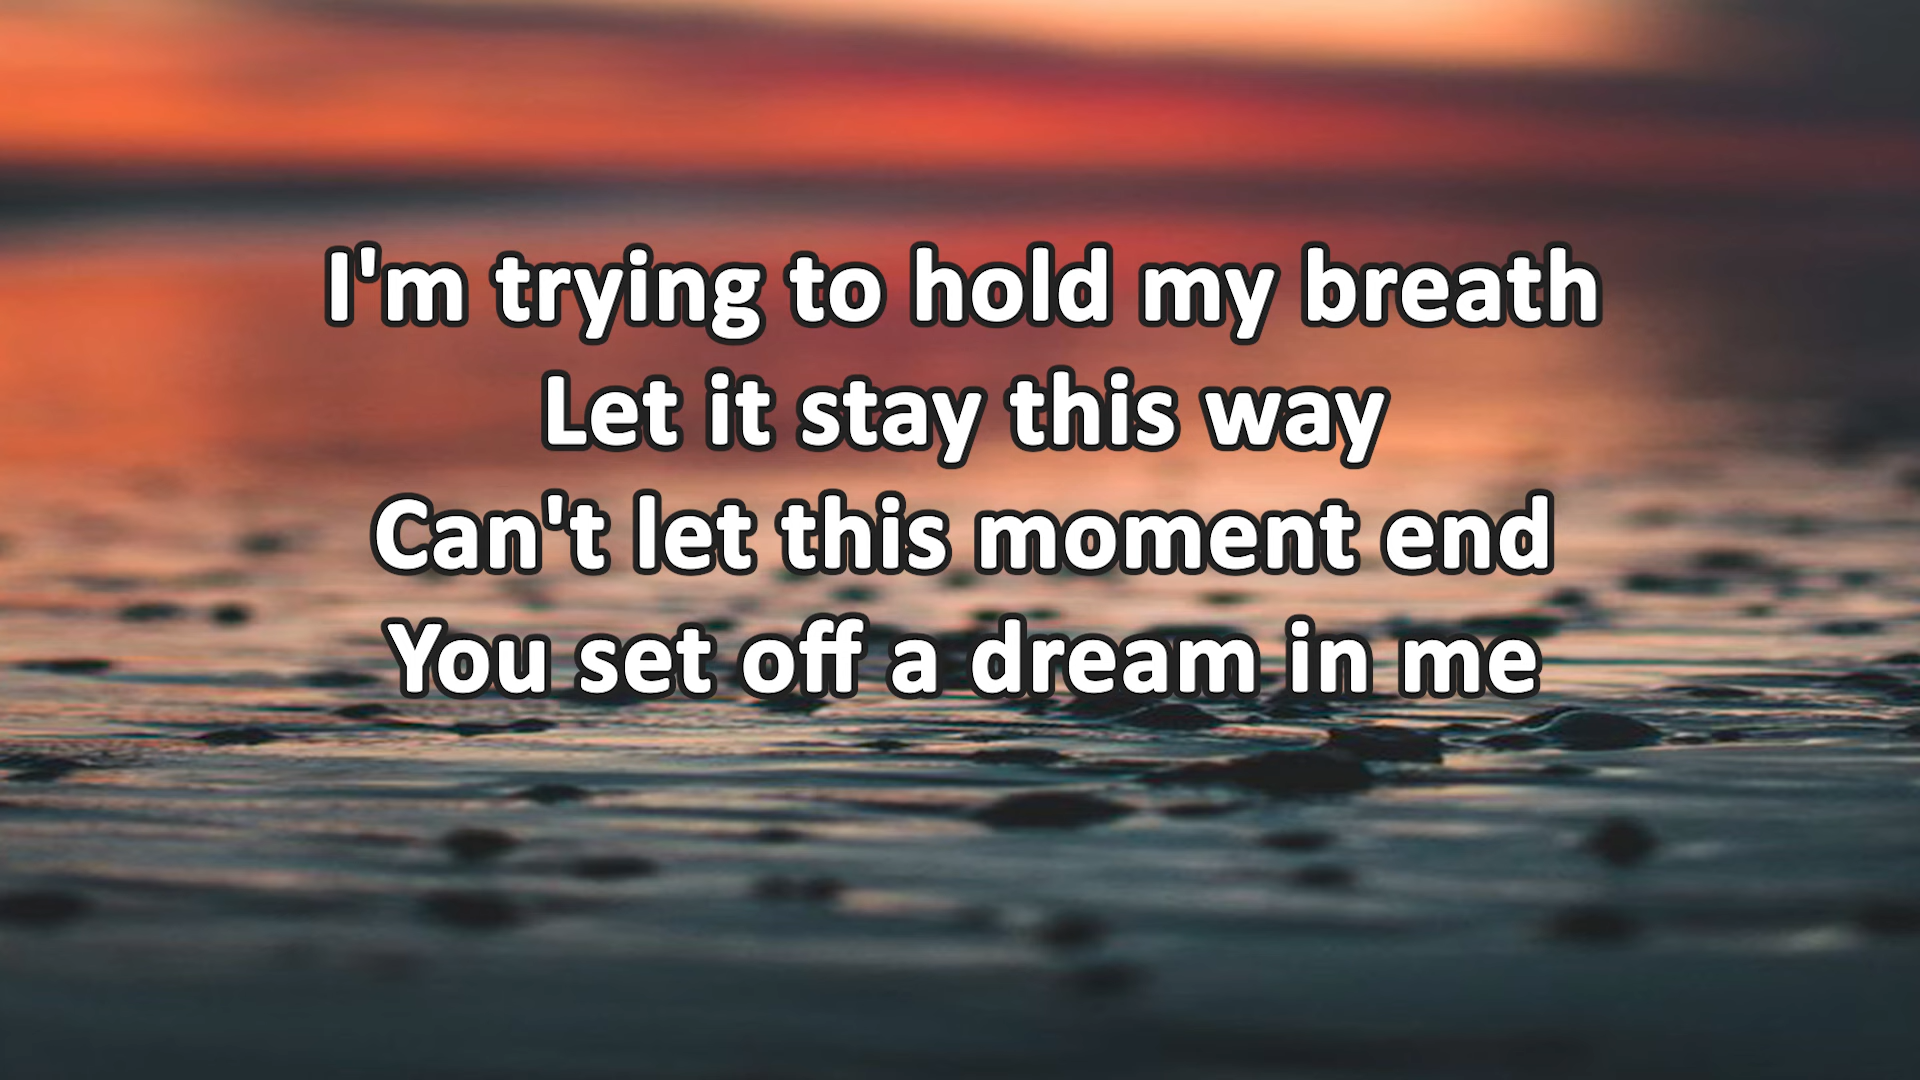 I'm trying to hold my breath
Let it stay this way
Can't let this moment end
You set off a dream in me